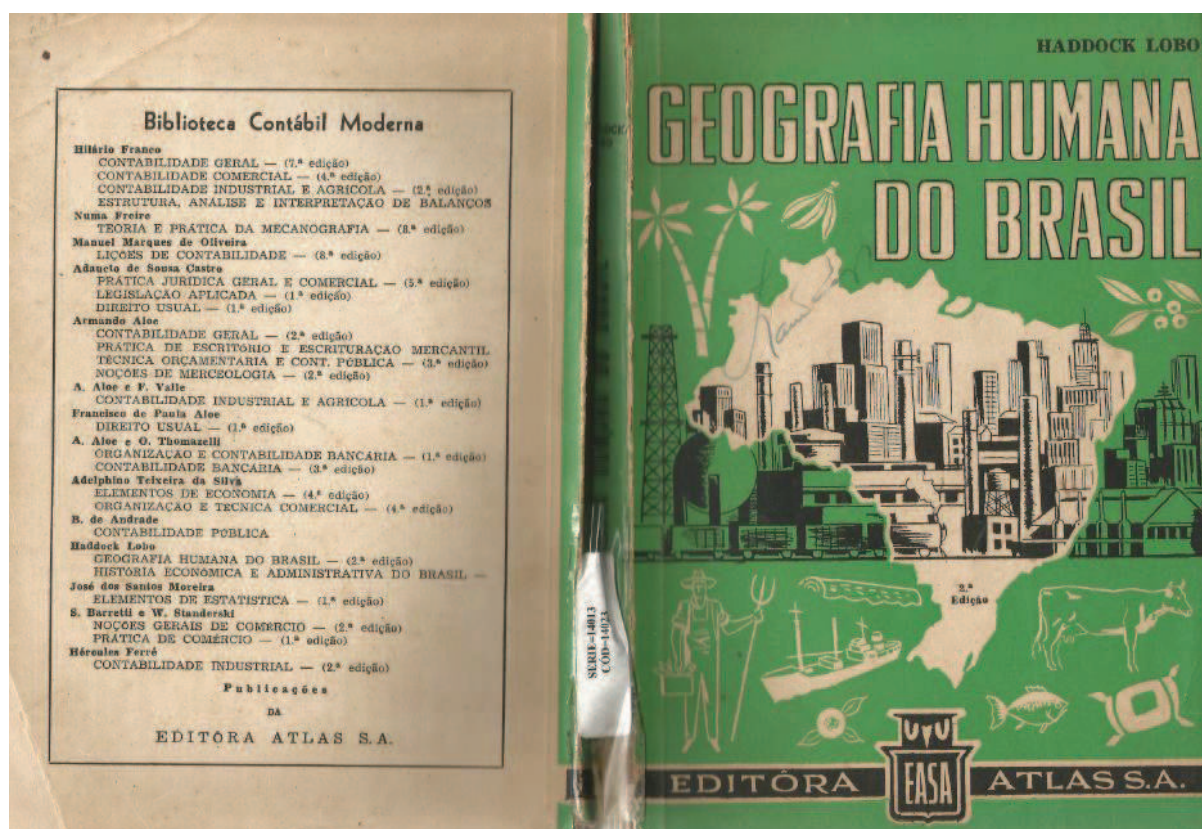 Biblioteca Contábil Moderna
Hilário Franco
CONTABILIDADE GERAL — (7.ª edição)
CONTABILIDADE COMERCIAL — (4.ª edição)
CONTABILIDADE INDUSTRIAL E AGRICOLA — (2.ª edição)
ESTRUTURA, ANÁLISE E INTERPRETAÇÃO DE BALANÇOS
Numa Freire
TEORIA E PRÁTICA DA MECANOGRAFIA — (8.ª edição)
Manuel Marques de Oliveira
LIÇÕES DE CONTABILIDADE — (8.ª edição)
Adaucto de Sousa Castro
PRÁTICA JURÍDICA GERAL E COMERCIAL — (5.ª edição)
LEGISLAÇÃO APLICADA — (1.ª edição)
DIREITO USUAL — (1.ª edição)
Armando Aloe
CONTABILIDADE GERAL — (2.ª edição)
PRÁTICA DE ESCRITÓRIO E ESCRITURAÇÃO MERCANTIL
TÉCNICA ORÇAMENTÁRIA E CONT. PÚBLICA — (3.ª edição)
NOÇÕES DE MERCEOLOGIA — (2.ª edição)
A. Aloe e F. Valle
CONTABILIDADE INDUSTRIAL E AGRICOLA — (1.ª edição)
Francisco de Paula Aloe
DIREITO USUAL — (1.ª edição)
A. Aloe e O. Thomazelli
ORGANIZAÇÃO E CONTABILIDADE BANCÁRIA — (1.ª edição)
CONTABILIDADE BANCÁRIA — (3.ª edição)
Adelphino Teixeira da Silva
ELEMENTOS DE ECONOMIA — (4.ª edição)
ORGANIZAÇÃO E TÉCNICA COMERCIAL — (4.ª edição)
B. de Andrade
CONTABILIDADE PÚBLICA
Haddock Lobo
GEOGRAFIA HUMANA DO BRASIL — (2.ª edição)
HISTÓRIA ECONÔMICA E ADMINISTRATIVA DO BRASIL —
José dos Santos Moreira
ELEMENTOS DE ESTATÍSTICA — (1.ª edição)
S. Barretti e W. Standerski
NOÇÕES GERAIS DE COMÉRCIO — (2.ª edição)
PRÁTICA DE COMÉRCIO — (1.ª edição)
Hércules Ferré
CONTABILIDADE INDUSTRIAL — (2.ª edição)
Publicações
DA
EDITÔRA ATLAS S.A.
SERIE=14013
CÓD=14023
HADDOCK LOBO
GEOGRAFIA HUMANA
DO BRASIL
2.ª
Edição
EASA
EDITÔRA ATLAS S.A.